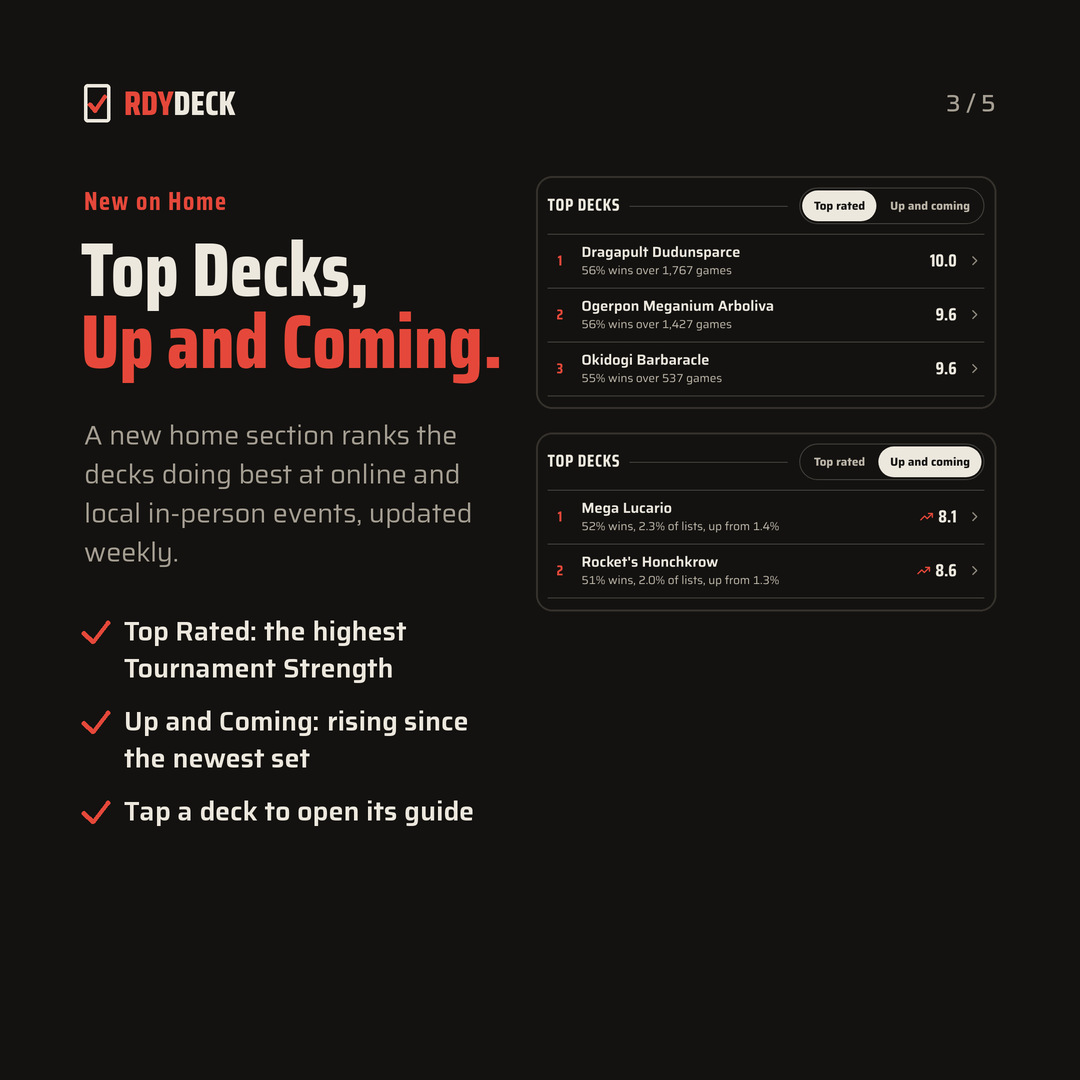 RDYDECK
3 / 5
New on Home
Top Decks,
Up and Coming.
A new home section ranks the
decks doing best at online and
local in-person events, updated
weekly.
Top Rated: the highest
Tournament Strength
Up and Coming: rising since
the newest set
Tap a deck to open its guide
TOP DECKS
Top rated
Up and coming
1
Dragapult Dudunsparce
56% wins over 1,767 games
10.0
2
Ogerpon Meganium Arboliva
56% wins over 1,427 games
9.6
3
Okidogi Barbaracle
55% wins over 537 games
9.6
TOP DECKS
Top rated
Up and coming
1
Mega Lucario
52% wins, 2.3% of lists, up from 1.4%
8.1
2
Rocket's Honchkrow
51% wins, 2.0% of lists, up from 1.3%
8.6